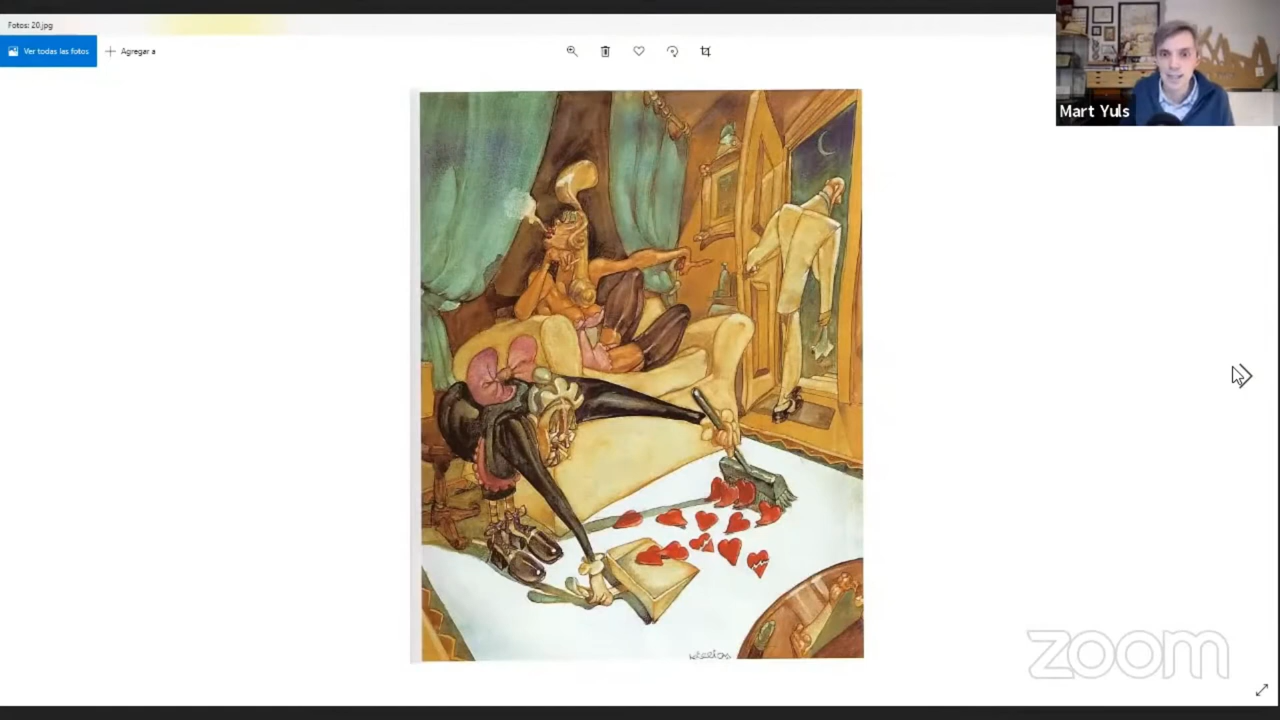 Fotos: 20.jpg
Ver todas las fotos
Agregar a
Mart Yuls
zoom